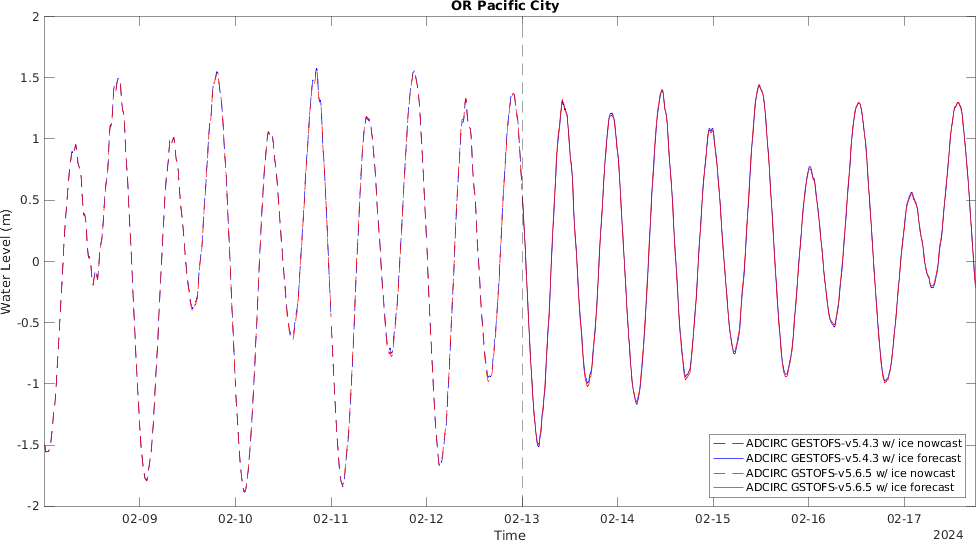 OR Pacific City
2
1.5
1
0.5
0
-0.5
-1
-1.5
-2
Water Level (m)
02-09
02-10
02-11
02-12
02-13
02-14
02-15
02-16
02-17
Time
2024
ADCIRC GESTOFS-v5.4.3 w/ ice nowcast
ADCIRC GESTOFS-v5.4.3 w/ ice forecast
ADCIRC GSTOFS-v5.6.5 w/ ice nowcast
ADCIRC GSTOFS-v5.6.5 w/ ice forecast